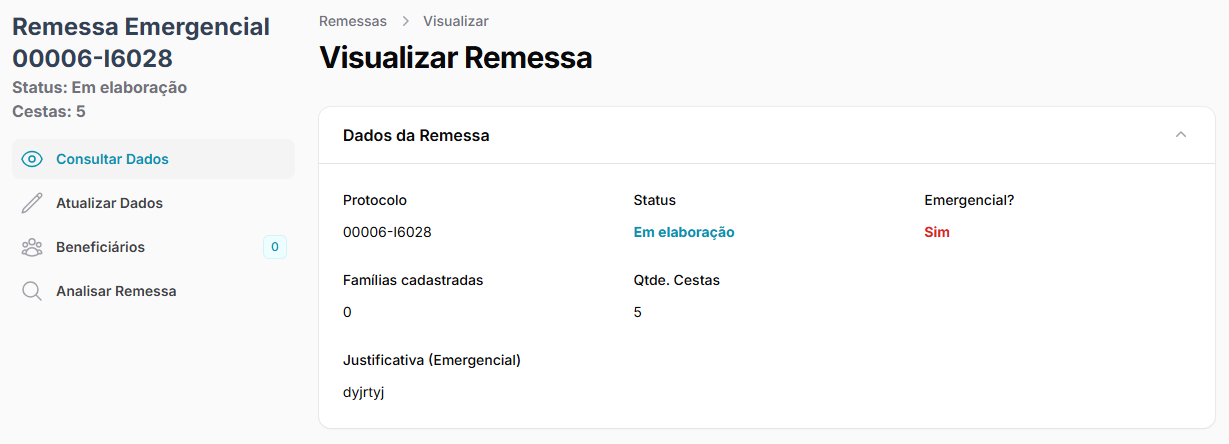 Remessa Emergencial
00006-I6028
Status: Em elaboração
Cestas: 5
Consultar Dados
Atualizar Dados
Beneficiários 0
Analisar Remessa
Remessas > Visualizar
Visualizar Remessa
Dados da Remessa
Protocolo Status Emergencial?
00006-I6028 Em elaboração Sim
Famílias cadastradas Qtde. Cestas
0 5
Justificativa (Emergencial)
dyjrtyj